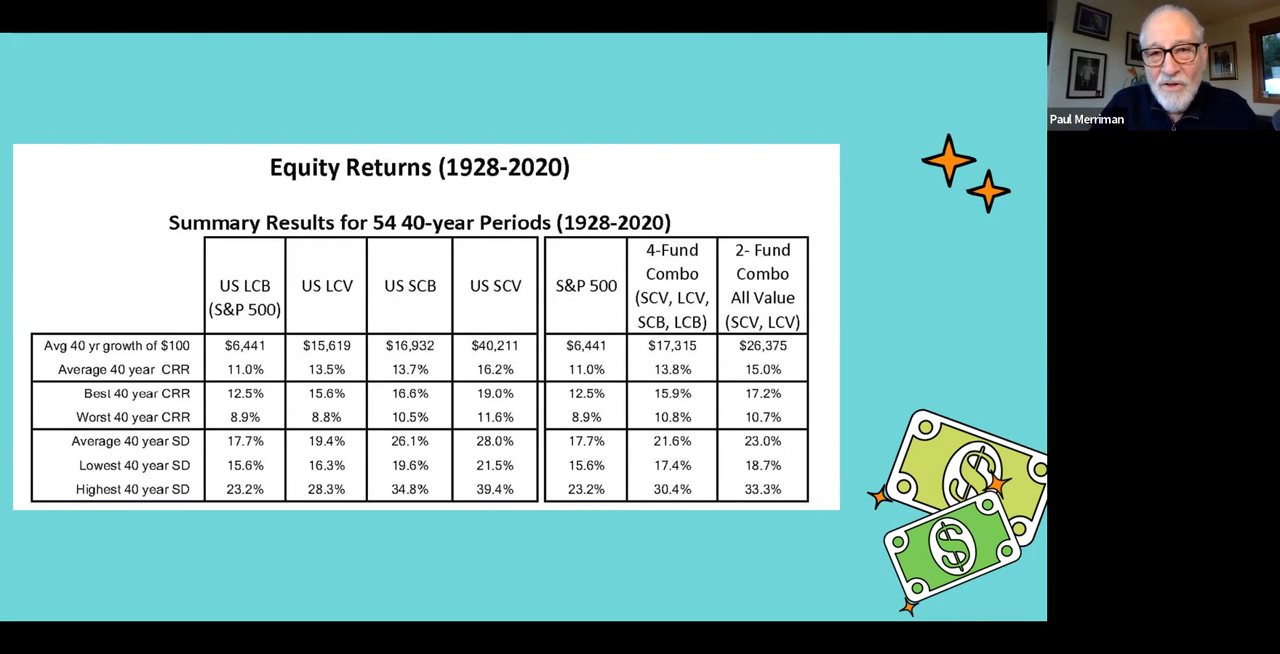 Paul Merriman
Equity Returns (1928-2020)
Summary Results for 54 40-year Periods (1928-2020)
US LCB (S&P 500) US LCV US SCB US SCV S&P 500 4-Fund Combo (SCV, LCV, SCB, LCB) 2- Fund Combo All Value (SCV, LCV)
Avg 40 yr growth of $100 $6,441 $15,619 $16,932 $40,211 $6,441 $17,315 $26,375
Average 40 year CRR 11.0% 13.5% 13.7% 16.2% 11.0% 13.8% 15.0%
Best 40 year CRR 12.5% 15.6% 16.6% 19.0% 12.5% 15.9% 17.2%
Worst 40 year CRR 8.9% 8.8% 10.5% 11.6% 8.9% 10.8% 10.7%
Average 40 year SD 17.7% 19.4% 26.1% 28.0% 17.7% 21.6% 23.0%
Lowest 40 year SD 15.6% 16.3% 19.6% 21.5% 15.6% 17.4% 18.7%
Highest 40 year SD 23.2% 28.3% 34.8% 39.4% 23.2% 30.4% 33.3%
$
$